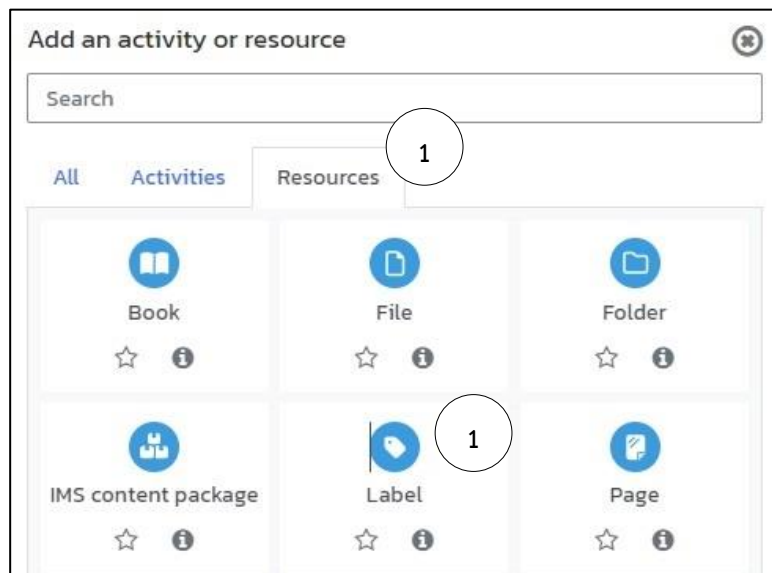 Add an activity or resource
Search
1
All Activities Resources
Book File Folder
1
IMS content package Label Page